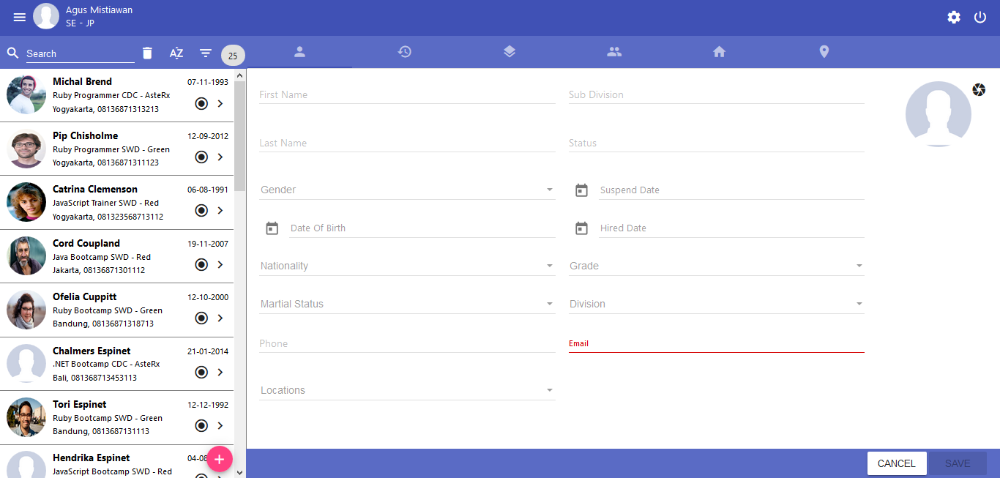 Agus Mistiawan
SE - JP
Search
25
Michal Brend
07-11-1993
Ruby Programmer CDC - AsteRx
Yogyakarta, 08136871313213
Pip Chisholme
12-09-2012
Ruby Programmer SWD - Green
Yogyakarta, 08136871311123
Catrina Clemenson
06-08-1991
JavaScript Trainer SWD - Red
Yogyakarta, 081323568713112
Cord Coupland
19-11-2007
Java Bootcamp SWD - Red
Jakarta, 08136871301112
Ofelia Cuppitt
12-10-2000
Ruby Bootcamp SWD - Green
Bandung, 08136871318713
Chalmers Espinet
21-01-2014
.NET Bootcamp CDC - AsteRx
Bali, 081368713453113
Tori Espinet
12-12-1992
Ruby Bootcamp SWD - Green
Bandung, 0813687131113
Hendrika Espinet
04-08
JavaScript Bootcamp SWD - Red
First Name
Sub Division
Last Name
Status
Gender
Suspend Date
Date Of Birth
Hired Date
Nationality
Grade
Martial Status
Division
Phone
Email
Locations
CANCEL
SAVE